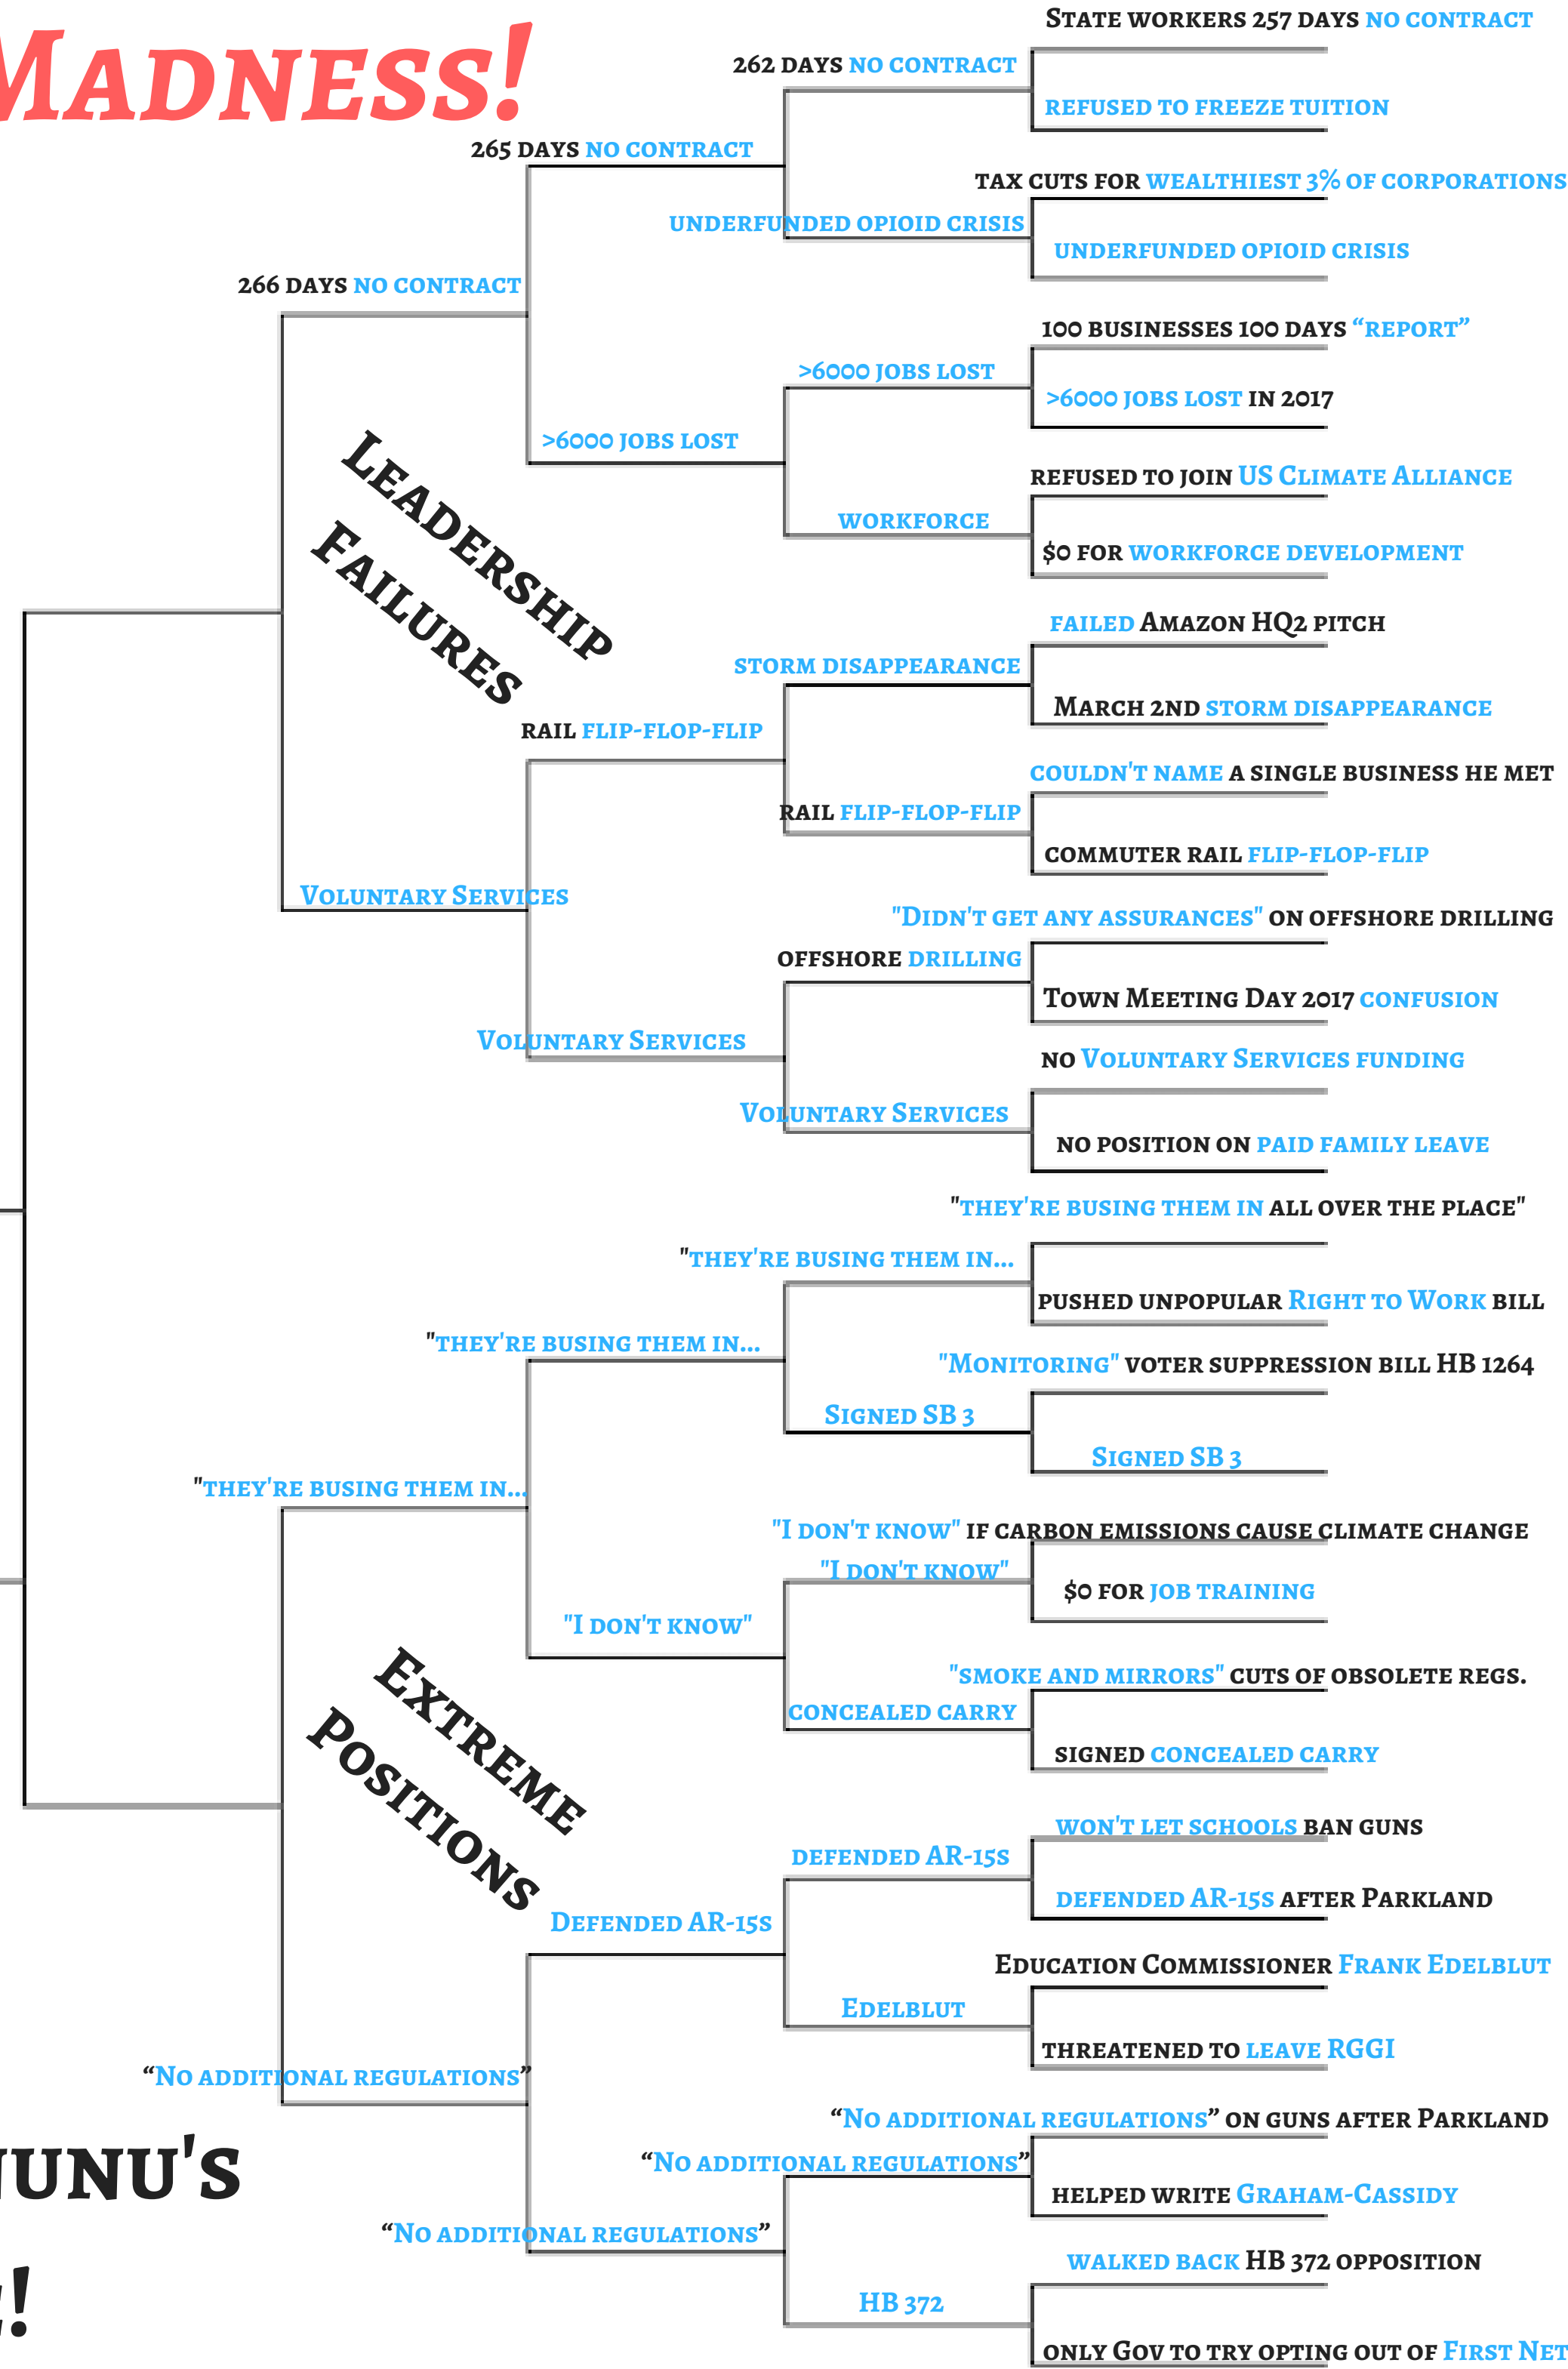 Madness!
State workers 257 days no contract
262 days no contract
refused to freeze tuition
265 days no contract
tax cuts for wealthiest 3% of corporations
underfunded opioid crisis
underfunded opioid crisis
266 days no contract
100 businesses 100 days “report”
>6000 jobs lost
>6000 jobs lost in 2017
>6000 jobs lost
refused to join US Climate Alliance
workforce
$0 for workforce development
Leadership
Failures
failed Amazon HQ2 pitch
storm disappearance
March 2nd storm disappearance
rail flip-flop-flip
couldn't name a single business he met
rail flip-flop-flip
commuter rail flip-flop-flip
Voluntary Services
"Didn't get any assurances" on offshore drilling
offshore drilling
Town Meeting Day 2017 confusion
Voluntary Services
no Voluntary Services funding
Voluntary Services
no position on paid family leave
"they're busing them in all over the place"
"they're busing them in...
pushed unpopular Right to Work bill
"they're busing them in...
"Monitoring" voter suppression bill HB 1264
Signed SB 3
Signed SB 3
"they're busing them in...
"I don't know" if carbon emissions cause climate change
"I don't know"
$0 for job training
"I don't know"
"smoke and mirrors" cuts of obsolete regs.
concealed carry
signed concealed carry
Extreme
Positions
won't let schools ban guns
defended AR-15s
defended AR-15s after Parkland
Defended AR-15s
Education Commissioner Frank Edelblut
Edelblut
threatened to leave RGGI
“No additional regulations”
“No additional regulations” on guns after Parkland
“No additional regulations”
helped write Graham-Cassidy
“No additional regulations”
walked back HB 372 opposition
HB 372
only Gov to try opting out of First Net
unu's
!